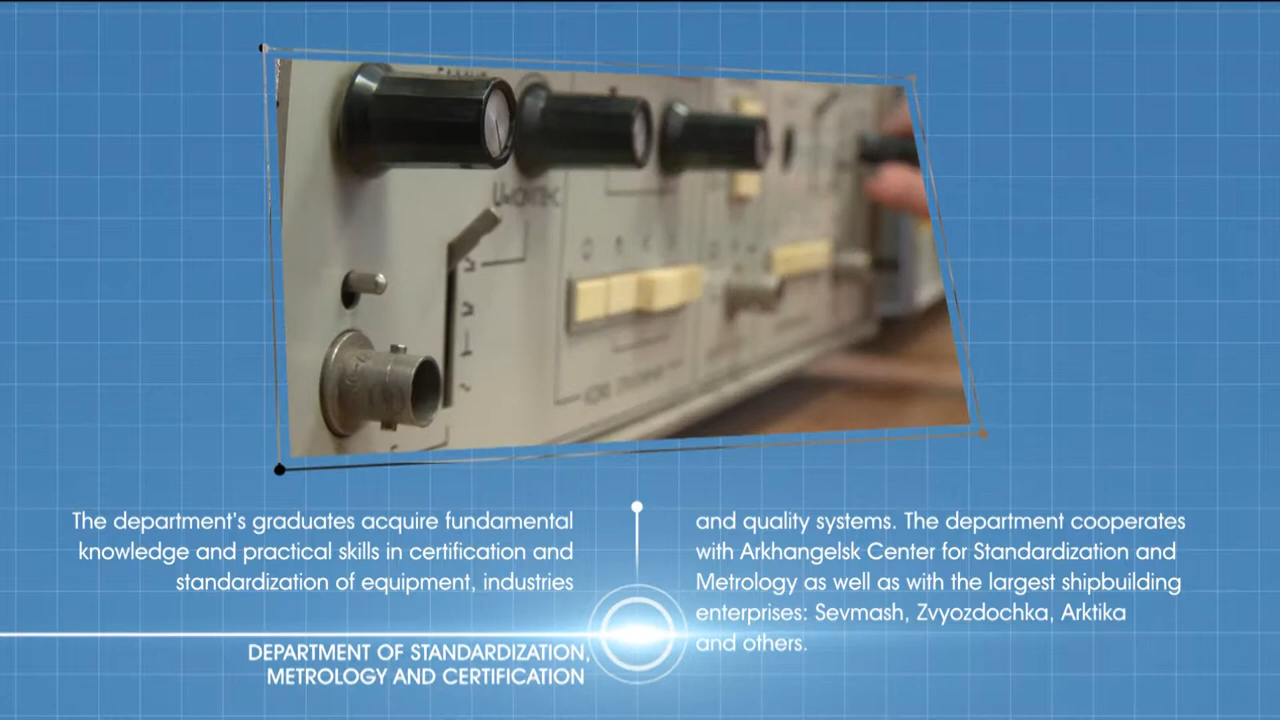 The department's graduates acquire fundamental
knowledge and practical skills in certification and
standardization of equipment, industries
and quality systems. The department cooperates
with Arkhangelsk Center for Standardization and
Metrology as well as with the largest shipbuilding
enterprises: Sevmash, Zvyozdochka, Arktika
and others.
DEPARTMENT OF STANDARDIZATION,
METROLOGY AND CERTIFICATION